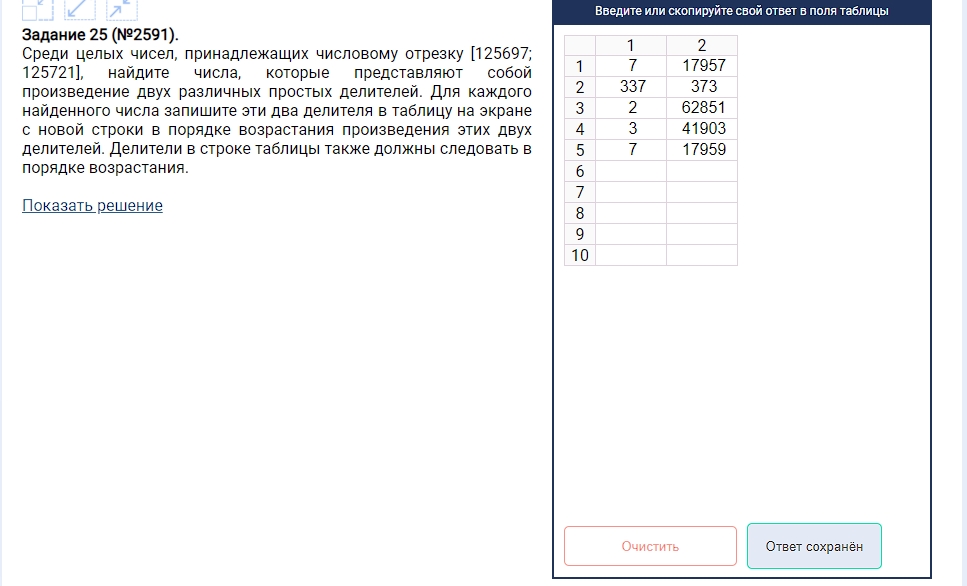 Задание 25 (№2591).
Среди целых чисел, принадлежащих числовому отрезку [125697;
125721], найдите числа, которые представляют собой
произведение двух различных простых делителей. Для каждого
найденного числа запишите эти два делителя в таблицу на экране
с новой строки в порядке возрастания произведения этих двух
делителей. Делители в строке таблицы также должны следовать в
порядке возрастания.
Показать решение
Введите или скопируйте свой ответ в поля таблицы
1 2
1 7 17957
2 337 373
3 2 62851
4 3 41903
5 7 17959
6
7
8
9
10
Очистить Ответ сохранён